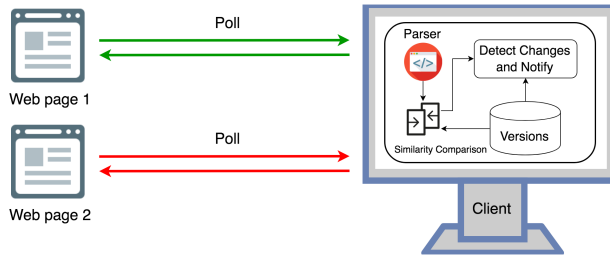 Poll
Web page 1
Poll
Web page 2
Parser
</>
Detect Changes
and Notify
Similarity Comparison
Versions
Client